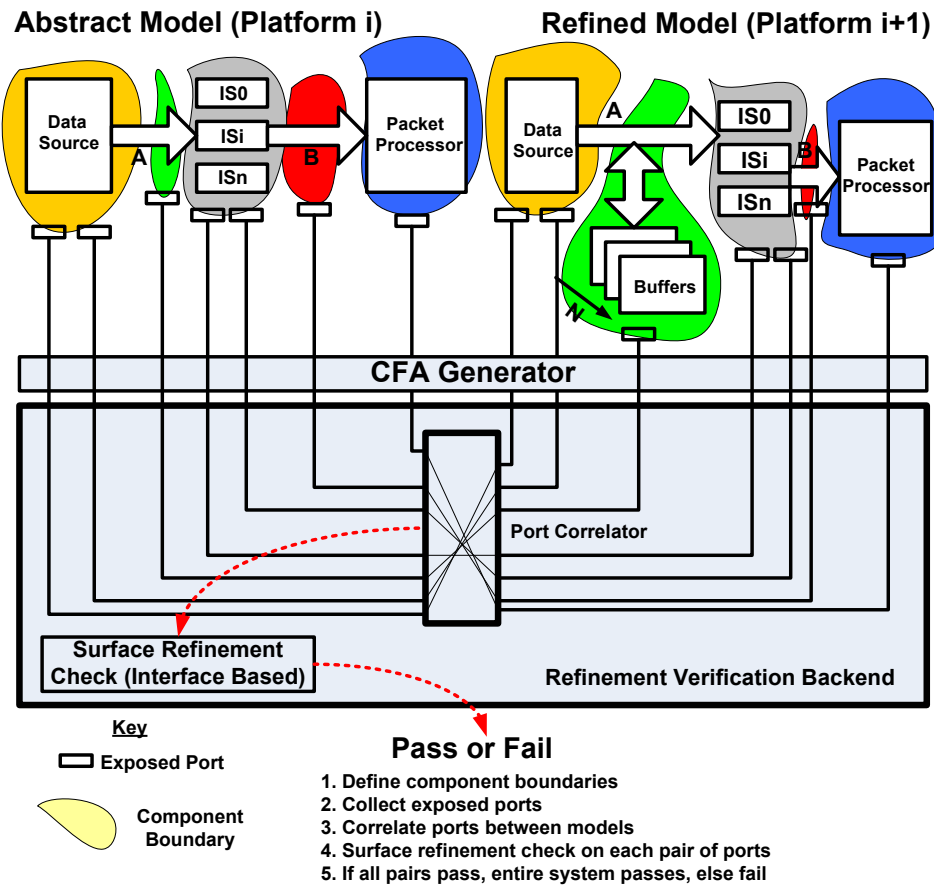 Abstract Model (Platform i)
Refined Model (Platform i+1)
Data
Source
A
IS0
ISi
ISn
B
Packet
Processor
Data
Source
A
Buffers
N
IS0
ISi
ISn
B
Packet
Processor
CFA Generator
Port Correlator
Surface Refinement
Check (Interface Based)
Refinement Verification Backend
Key
Exposed Port
Component
Boundary
Pass or Fail
1. Define component boundaries
2. Collect exposed ports
3. Correlate ports between models
4. Surface refinement check on each pair of ports
5. If all pairs pass, entire system passes, else fail